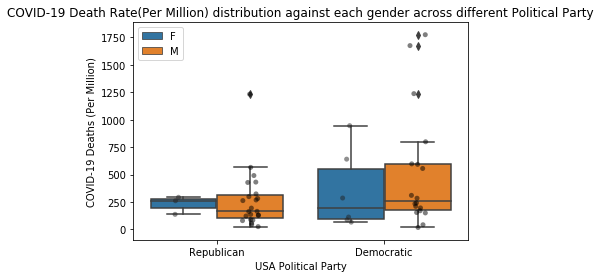 COVID-19 Death Rate(Per Million) distribution against each gender across different Political Party
F
M
1750
1500
1250
1000
750
500
250
0
COVID-19 Deaths (Per Million)
Republican
Democratic
USA Political Party